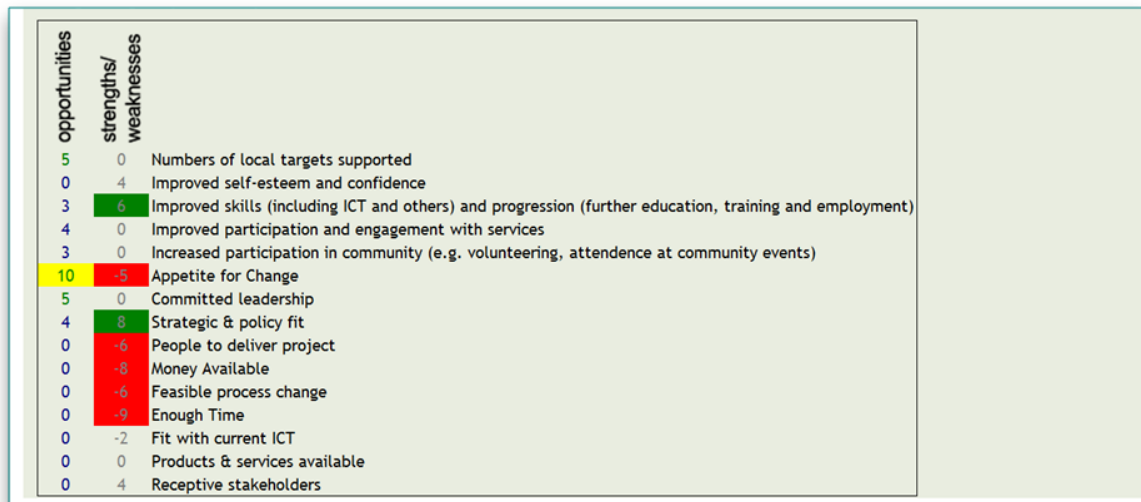 opportunities
strengths/
weaknesses
5 0 Numbers of local targets supported
0 4 Improved self-esteem and confidence
3 6 Improved skills (including ICT and others) and progression (further education, training and employment)
4 0 Improved participation and engagement with services
3 0 Increased participation in community (e.g. volunteering, attendence at community events)
10 -5 Appetite for Change
5 0 Committed leadership
4 8 Strategic & policy fit
0 -6 People to deliver project
0 -8 Money Available
0 -6 Feasible process change
0 -9 Enough Time
0 -2 Fit with current ICT
0 0 Products & services available
0 4 Receptive stakeholders